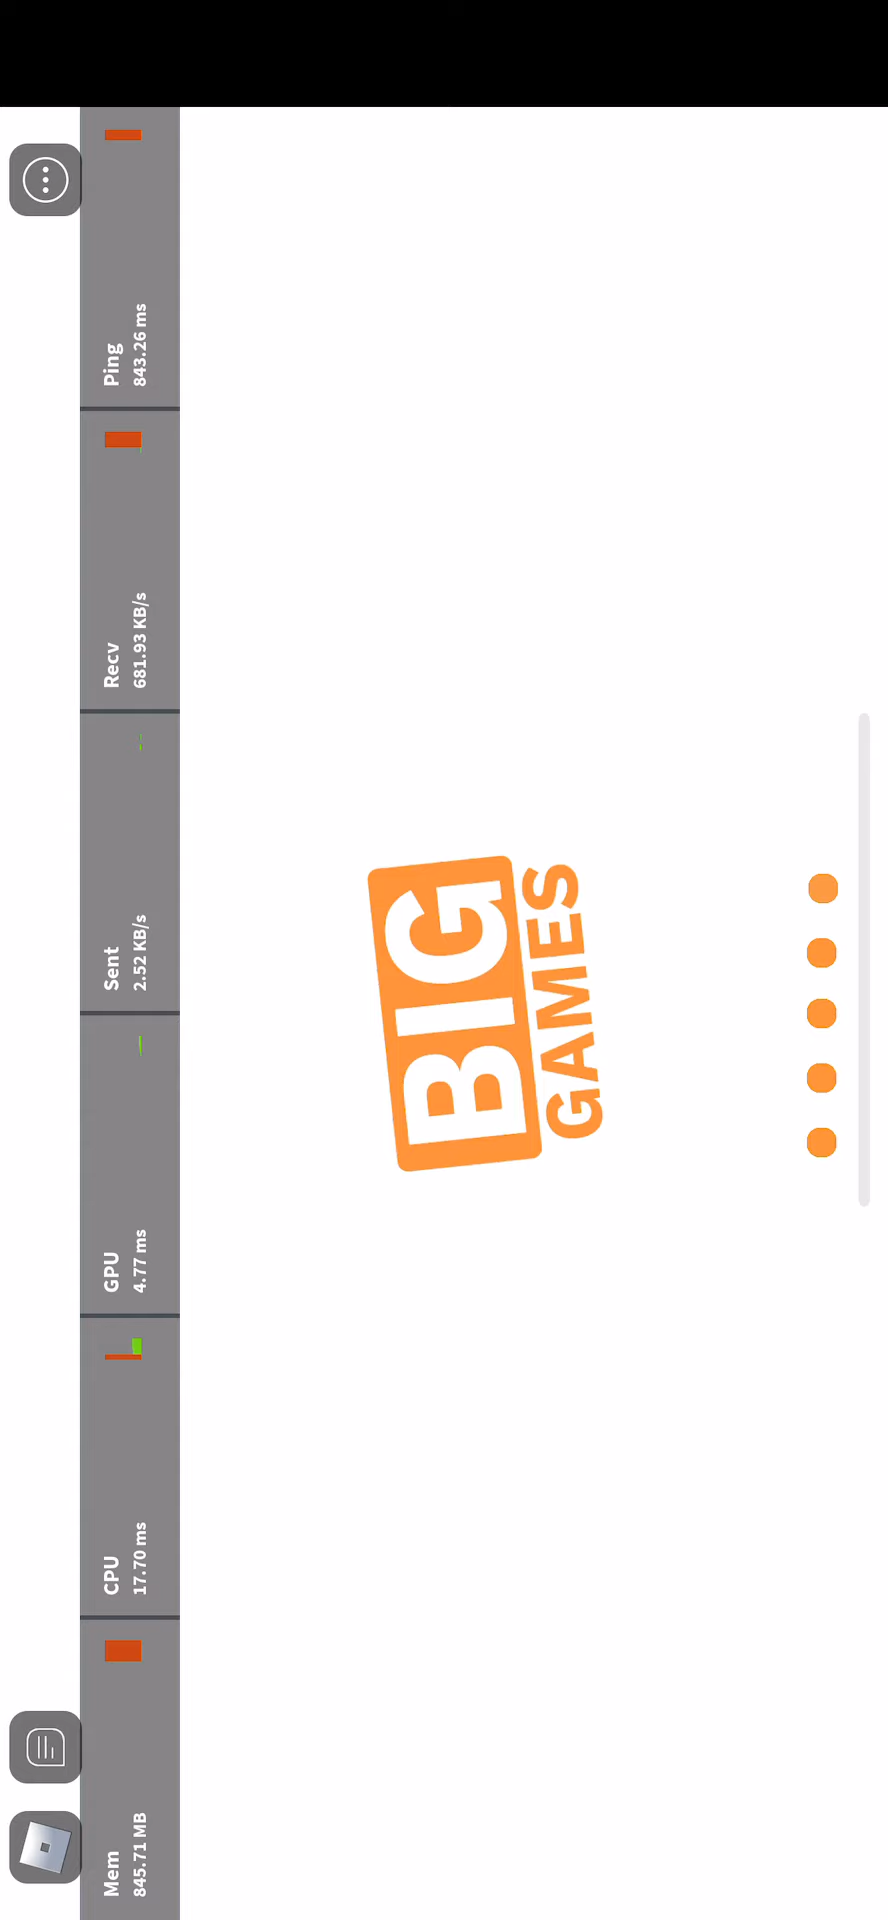 Mem
845.71 MB
CPU
17.70 ms
GPU
4.77 ms
Sent
2.52 KB/s
Recv
681.93 KB/s
Ping
843.26 ms
BIG
GAMES